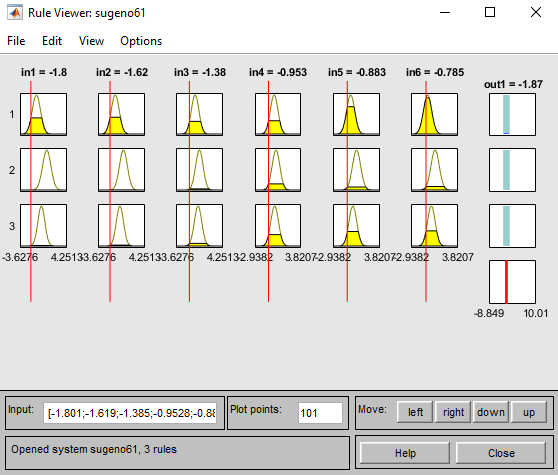 Rule Viewer: sugeno61
File Edit View Options
in1 = -1.8 in2 = -1.62 in3 = -1.38 in4 = -0.953 in5 = -0.883 in6 = -0.785
out1 = -1.87
1
2
3
-3.6276 4.2513 -3.6276 4.2513 -3.6276 4.2513 -2.9382 3.8207 -2.9382 3.8207 -2.9382 3.8207
-8.849 10.01
Input: [-1.801;-1.619;-1.385;-0.9528;-0.88 Plot points: 101 Move: left right down up
Opened system sugeno61, 3 rules
Help Close